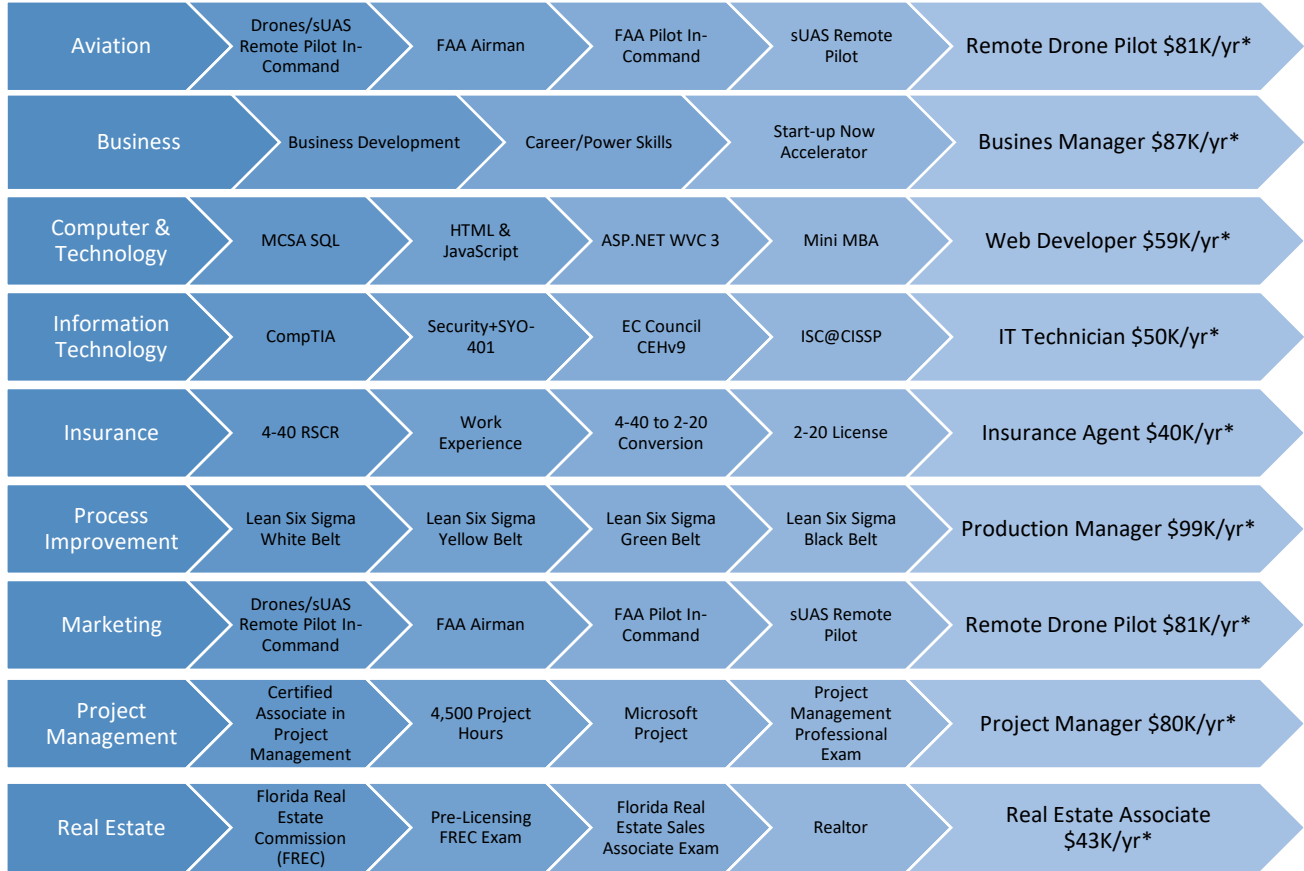 Aviation
Drones/sUAS
Remote Pilot In-
Command
FAA Airman
FAA Pilot In-
Command
sUAS Remote
Pilot
Remote Drone Pilot $81K/yr*
Business
Business Development
Career/Power Skills
Start-up Now
Accelerator
Busines Manager $87K/yr*
Computer &
Technology
MCSA SQL
HTML &
JavaScript
ASP.NET WVC 3
Mini MBA
Web Developer $59K/yr*
Information
Technology
CompTIA
Security+SYO-
401
EC Council
CEHv9
ISC@CISSP
IT Technician $50K/yr*
Insurance
4-40 RSCR
Work
Experience
4-40 to 2-20
Conversion
2-20 License
Insurance Agent $40K/yr*
Process
Improvement
Lean Six Sigma
White Belt
Lean Six Sigma
Yellow Belt
Lean Six Sigma
Green Belt
Lean Six Sigma
Black Belt
Production Manager $99K/yr*
Marketing
Drones/sUAS
Remote Pilot In-
Command
FAA Airman
FAA Pilot In-
Command
sUAS Remote
Pilot
Remote Drone Pilot $81K/yr*
Project
Management
Certified
Associate in
Project
Management
4,500 Project
Hours
Microsoft
Project
Project
Management
Professional
Exam
Project Manager $80K/yr*
Real Estate
Florida Real
Estate
Commission
(FREC)
Pre-Licensing
FREC Exam
Florida Real
Estate Sales
Associate Exam
Realtor
Real Estate Associate
$43K/yr*